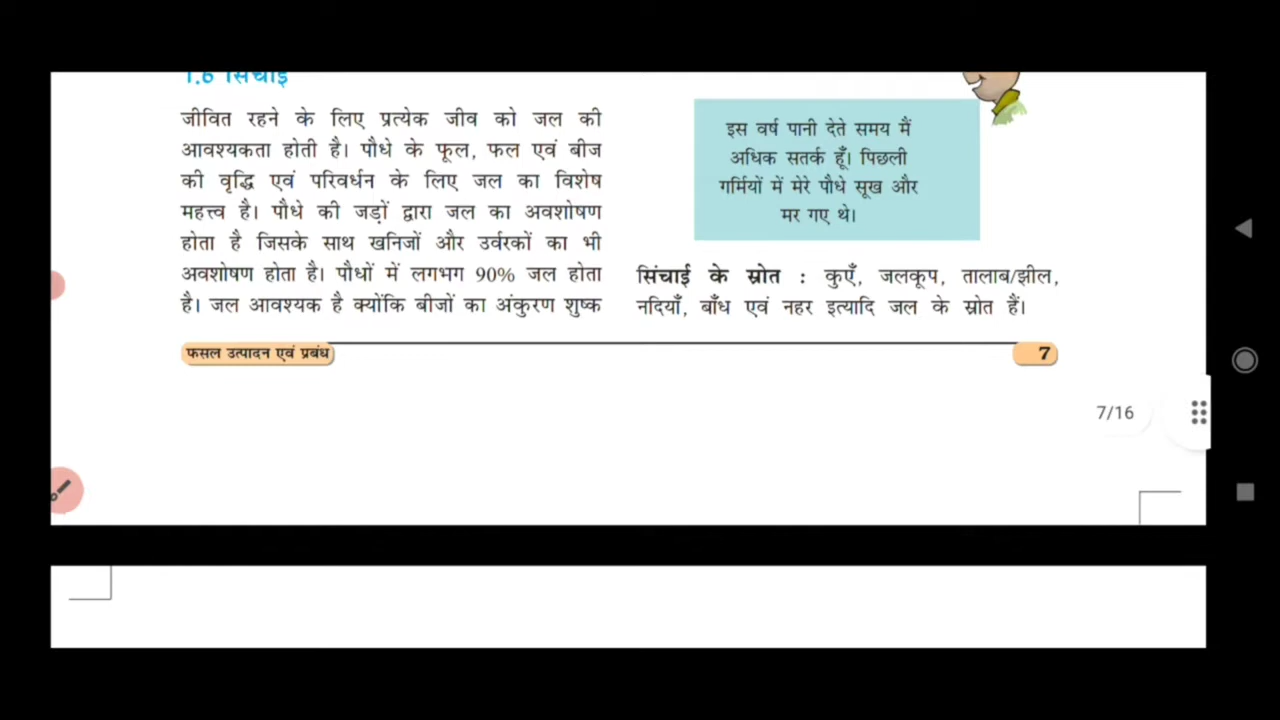 1.6 सिंचाई
जीवित रहने के लिए प्रत्येक जीव को जल की
आवश्यकता होती है। पौधे के फूल, फल एवं बीज
की वृद्धि एवं परिवर्धन के लिए जल का विशेष
महत्त्व है। पौधे की जड़ों द्वारा जल का अवशोषण
होता है जिसके साथ खनिजों और उर्वरकों का भी
अवशोषण होता है। पौधों में लगभग 90% जल होता
है। जल आवश्यक है क्योंकि बीजों का अंकुरण शुष्क
इस वर्ष पानी देते समय मैं
अधिक सतर्क हूँ। पिछली
गर्मियों में मेरे पौधे सूख और
मर गए थे।
सिंचाई के स्रोत : कुएँ, जलकूप, तालाब/झील,
नदियाँ, बाँध एवं नहर इत्यादि जल के स्रोत हैं।
फसल उत्पादन एवं प्रबंध
7
7/16